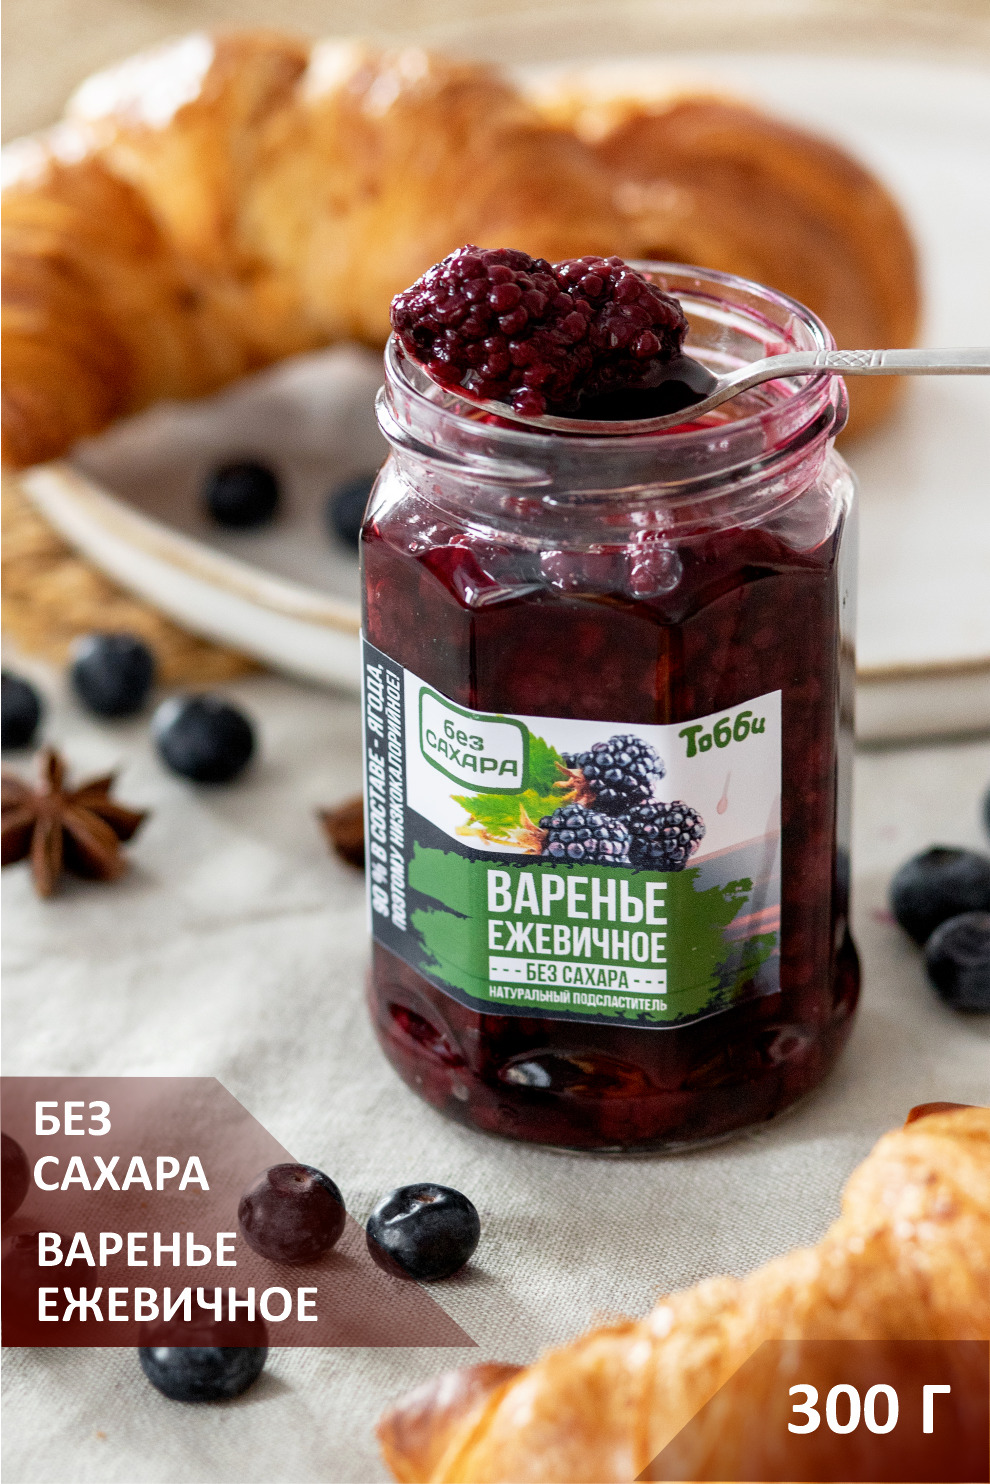 90 % В СОСТАВЕ - ЯГОДА,
ПОЭТОМУ НИЗКОКАЛОРИЙНОЕ!
без
САХАРА
Тобби
ВАРЕНЬЕ
ЕЖЕВИЧНОЕ
--- БЕЗ САХАРА ---
НАТУРАЛЬНЫЙ ПОДСЛАСТИТЕЛЬ
БЕЗ
САХАРА
ВАРЕНЬЕ
ЕЖЕВИЧНОЕ
300 Г